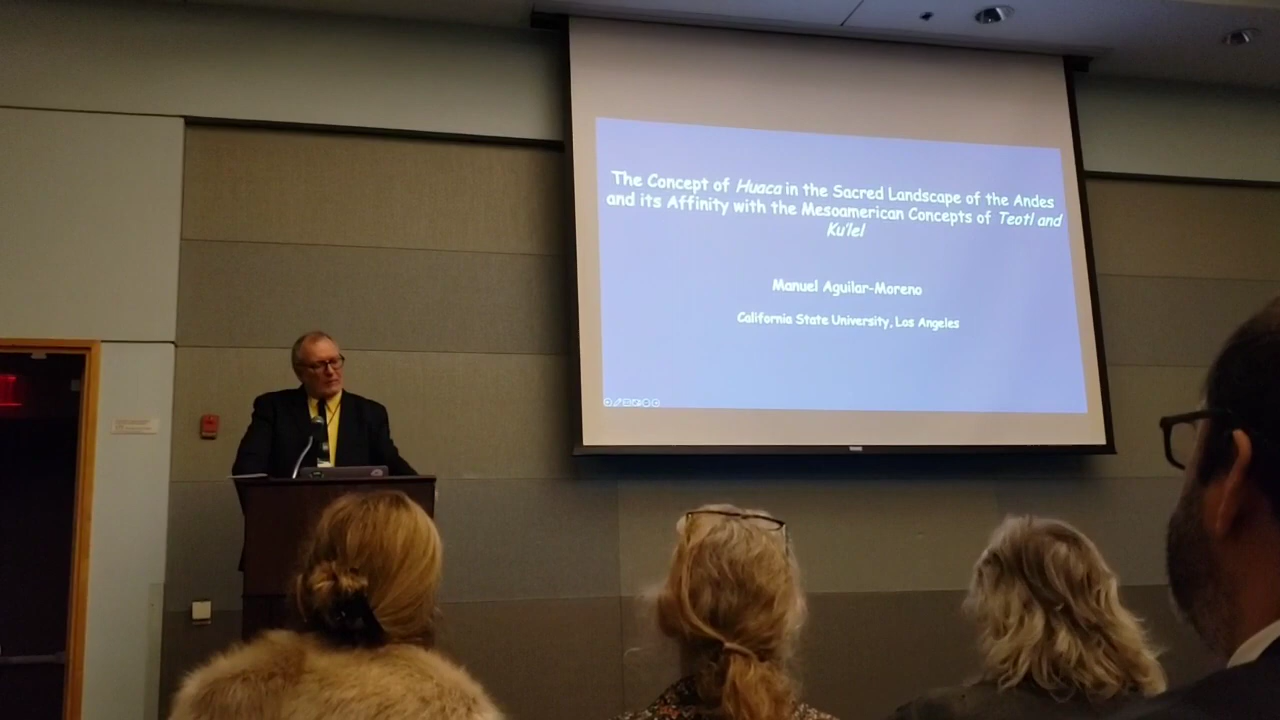 The Concept of Huaca in the Sacred Landscape of the Andes
and its Affinity with the Mesoamerican Concepts of Teotl and
Ku'lel
Manuel Aguilar-Moreno
California State University, Los Angeles